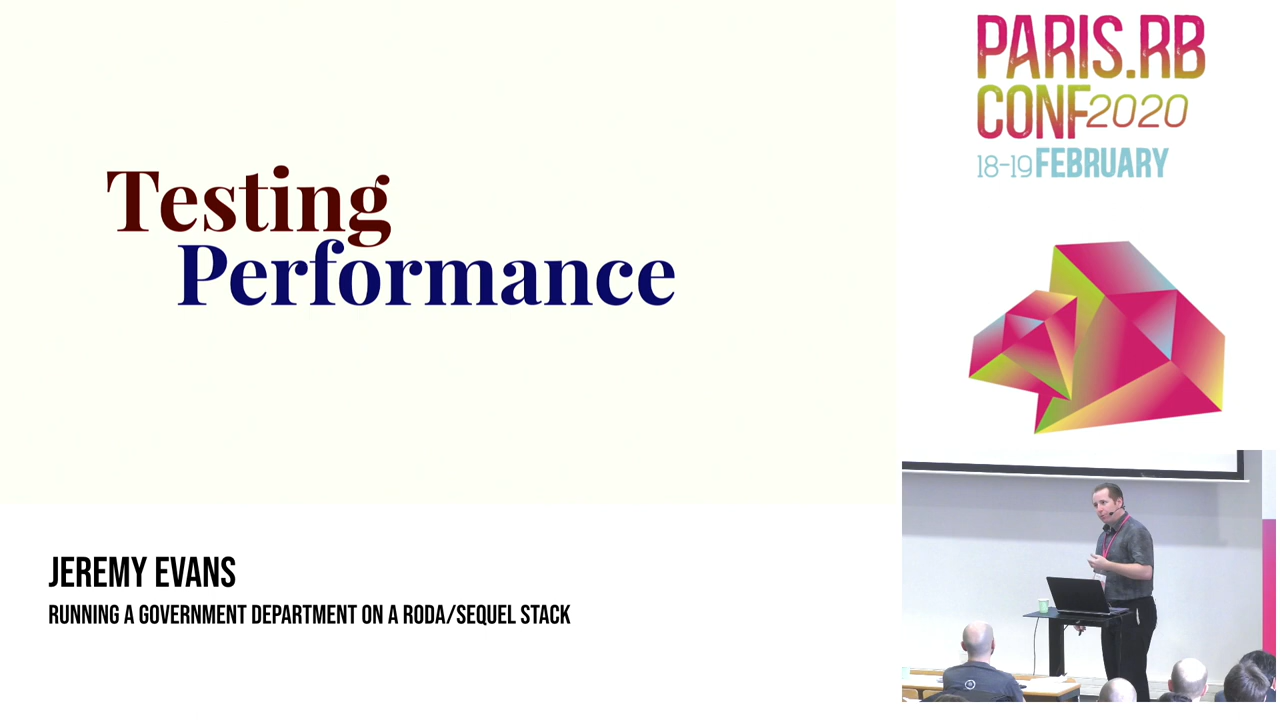 Testing
Performance
JEREMY EVANS
RUNNING A GOVERNMENT DEPARTMENT ON A RODA/SEQUEL STACK
PARIS.RB
CONF2020
18-19 FEBRUARY